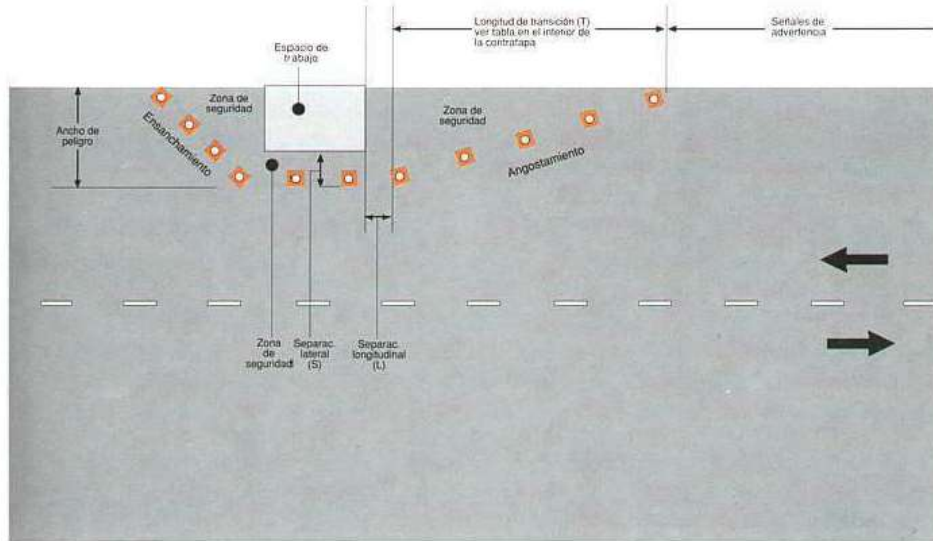 Longitud de transición (T)
ver tabla en el interior de
la contratapa
Señales de
advertencia
Espacio de
trabajo
Zona de
seguridad
Zona de
seguridad
Ancho de
peligro
Ensanchamiento
Angostamiento
Zona
de
seguridad
Separac.
lateral
(S)
Separac.
longitudinal
(L)